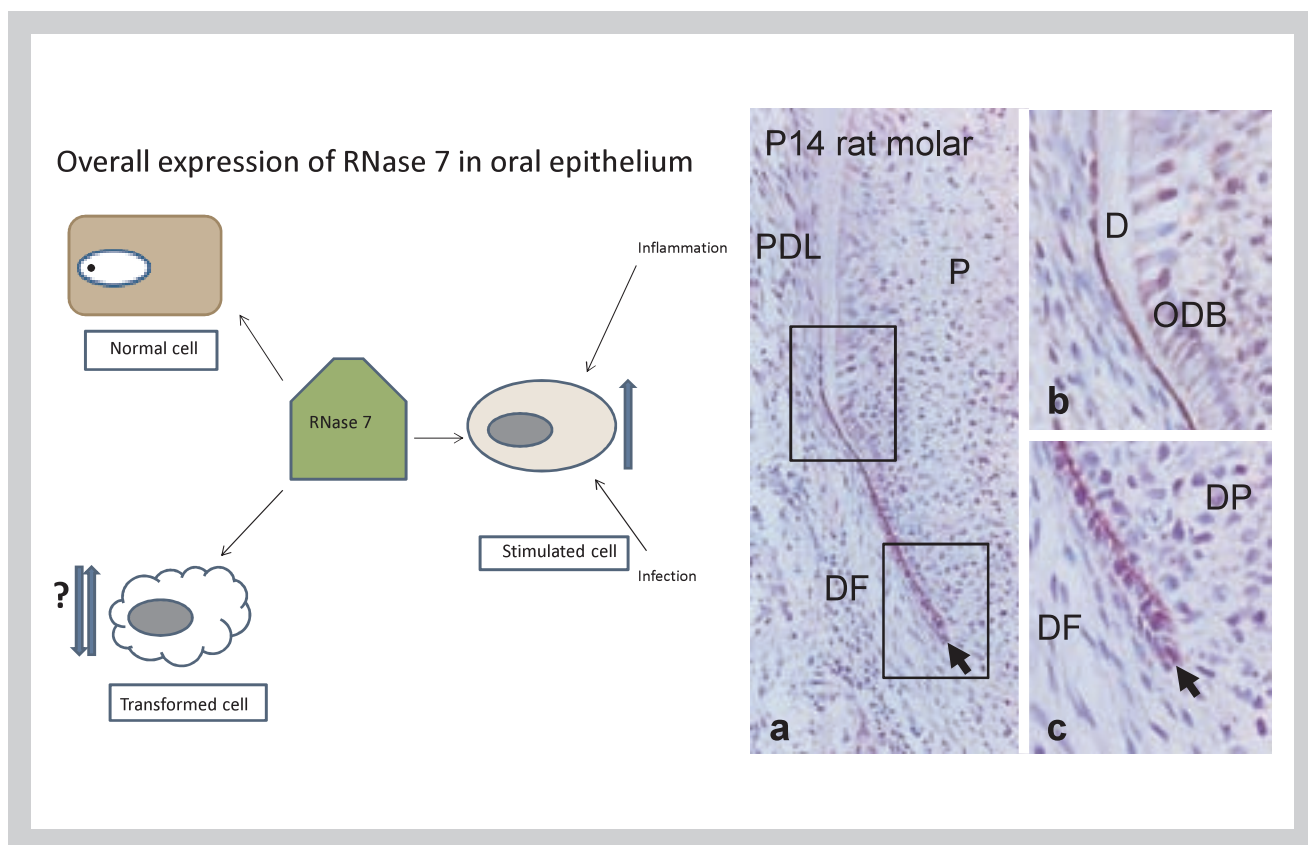 Overall expression of RNase 7 in oral epithelium
Normal cell
RNase 7
Inflammation
Stimulated cell
Infection
?
Transformed cell
P14 rat molar
PDL
P
DF
a
D
ODB
b
DP
DF
c